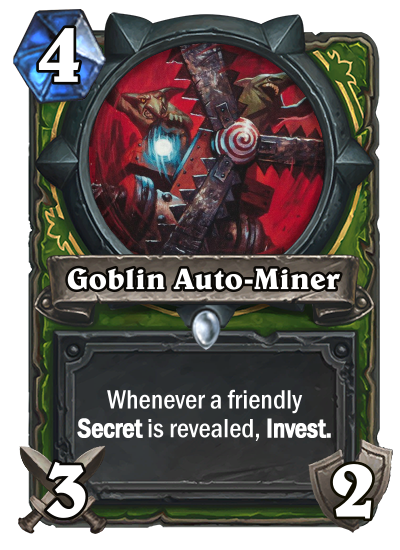 4
Goblin Auto-Miner
Whenever a friendly
Secret is revealed, Invest.
3
2